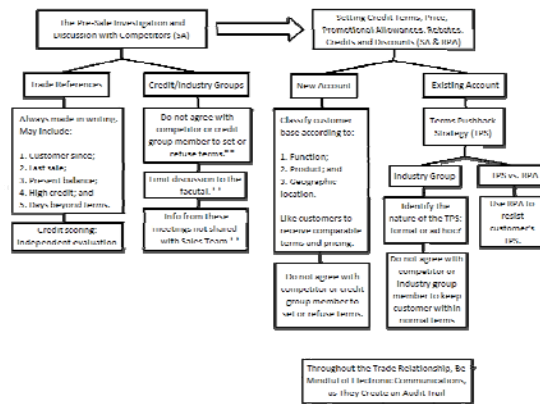 The Pre-Sale Investigation and
Discussion with Competitors (SA)
Setting Credit Terms, Price,
Promotional Allowances, Rebates,
Credits and Discounts (SA & RPA)
Trade References
Credit/Industry Groups
New Account
Existing Account
Always made in writing.
May Include:
1. Customer since;
2. Last sale;
3. Present balance;
4. High credit; and
5. Days beyond terms.
Credit scoring:
independent evaluation
Do not agree with
competitor or credit
group member to set or
refuse terms.**
Limit discussion to the
factual.**
Info from these
meetings not shared
with Sales Team.**
Classify customer
base according to:
1. Function;
2. Product; and
3. Geographic
location.
Like customers to receive
comparable terms and pricing.
Do not agree with
competitor or credit
group member to
set or refuse terms.
Terms Pushback
Strategy (TPS)
Industry Group
TPS vs. RPA
Identify the
nature of the TPS:
formal or ad hoc?
Use RPA to
resist
customer's
TPS.
Do not agree with
competitor or
industry group
member to keep
customer within
normal terms
Throughout the Trade Relationship, Be
Mindful of Electronic Communications,
as They Create an Audit Trail